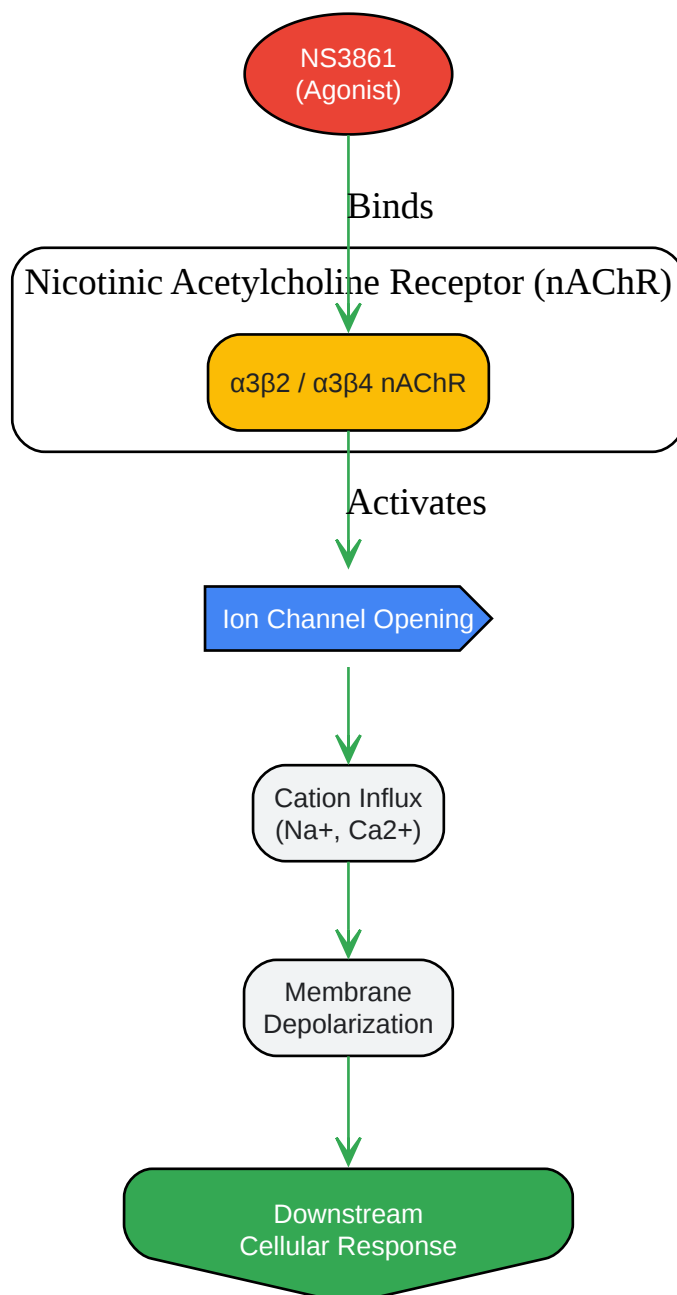 NS3861
(Agonist)
Binds
Nicotinic Acetylcholine Receptor (nAChR)
α3β2 / α3β4 nAChR
Activates
Ion Channel Opening
Cation Influx
(Na+, Ca2+)
Membrane
Depolarization
Downstream
Cellular Response